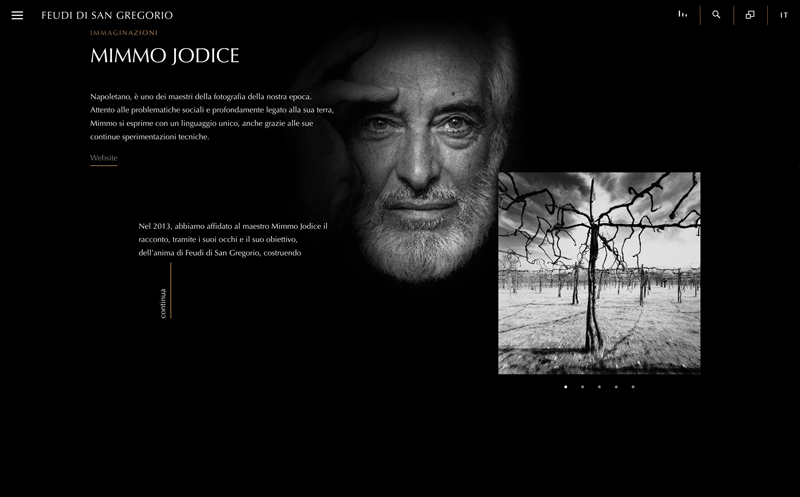 FEUDI DI SAN GREGORIO
IT
IMMAGINAZIONI
MIMMO JODICE
Napoletano, è uno dei maestri della fotografia della nostra epoca.
Attento alle problematiche sociali e profondamente legato alla sua terra,
Mimmo si esprime con un linguaggio unico, anche grazie alle sue
continue sperimentazioni tecniche.
Website
Nel 2013, abbiamo affidato al maestro Mimmo Jodice il
racconto, tramite i suoi occhi e il suo obiettivo,
dell'anima di Feudi di San Gregorio, costruendo
continua